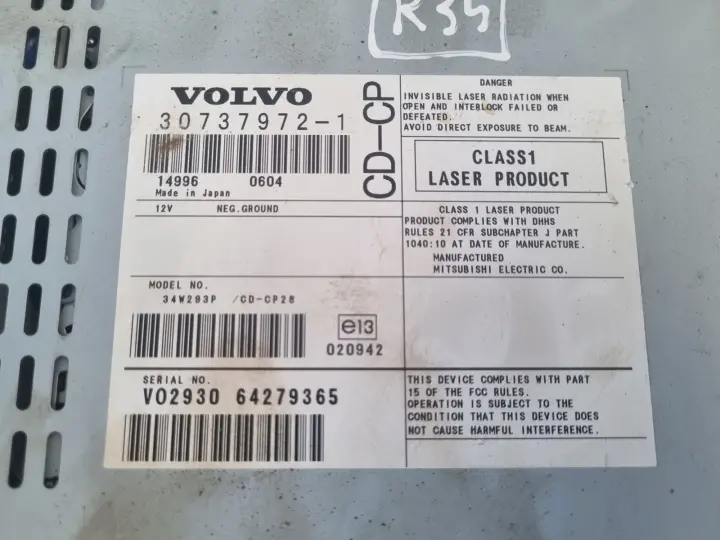 R35
VOLVO
30737972-1
14996 0604
Made in Japan
CD-CP
12V NEG.GROUND
MODEL NO.
34W293P /CD-CP28
e13
020942
SERIAL NO.
VO2930 64279365
DANGER
INVISIBLE LASER RADIATION WHEN
OPEN AND INTERLOCK FAILED OR
DEFEATED.
AVOID DIRECT EXPOSURE TO BEAM.
CLASS1
LASER PRODUCT
CLASS 1 LASER PRODUCT
PRODUCT COMPLIES WITH DHHS
RULES 21 CFR SUBCHAPTER J PART
1040:10 AT DATE OF MANUFACTURE.
MANUFACTURED
MITSUBISHI ELECTRIC CO.
THIS DEVICE COMPLIES WITH PART
15 OF THE FCC RULES.
OPERATION IS SUBJECT TO THE
CONDITION THAT THIS DEVICE DOES
NOT CAUSE HARMFUL INTERFERENCE.